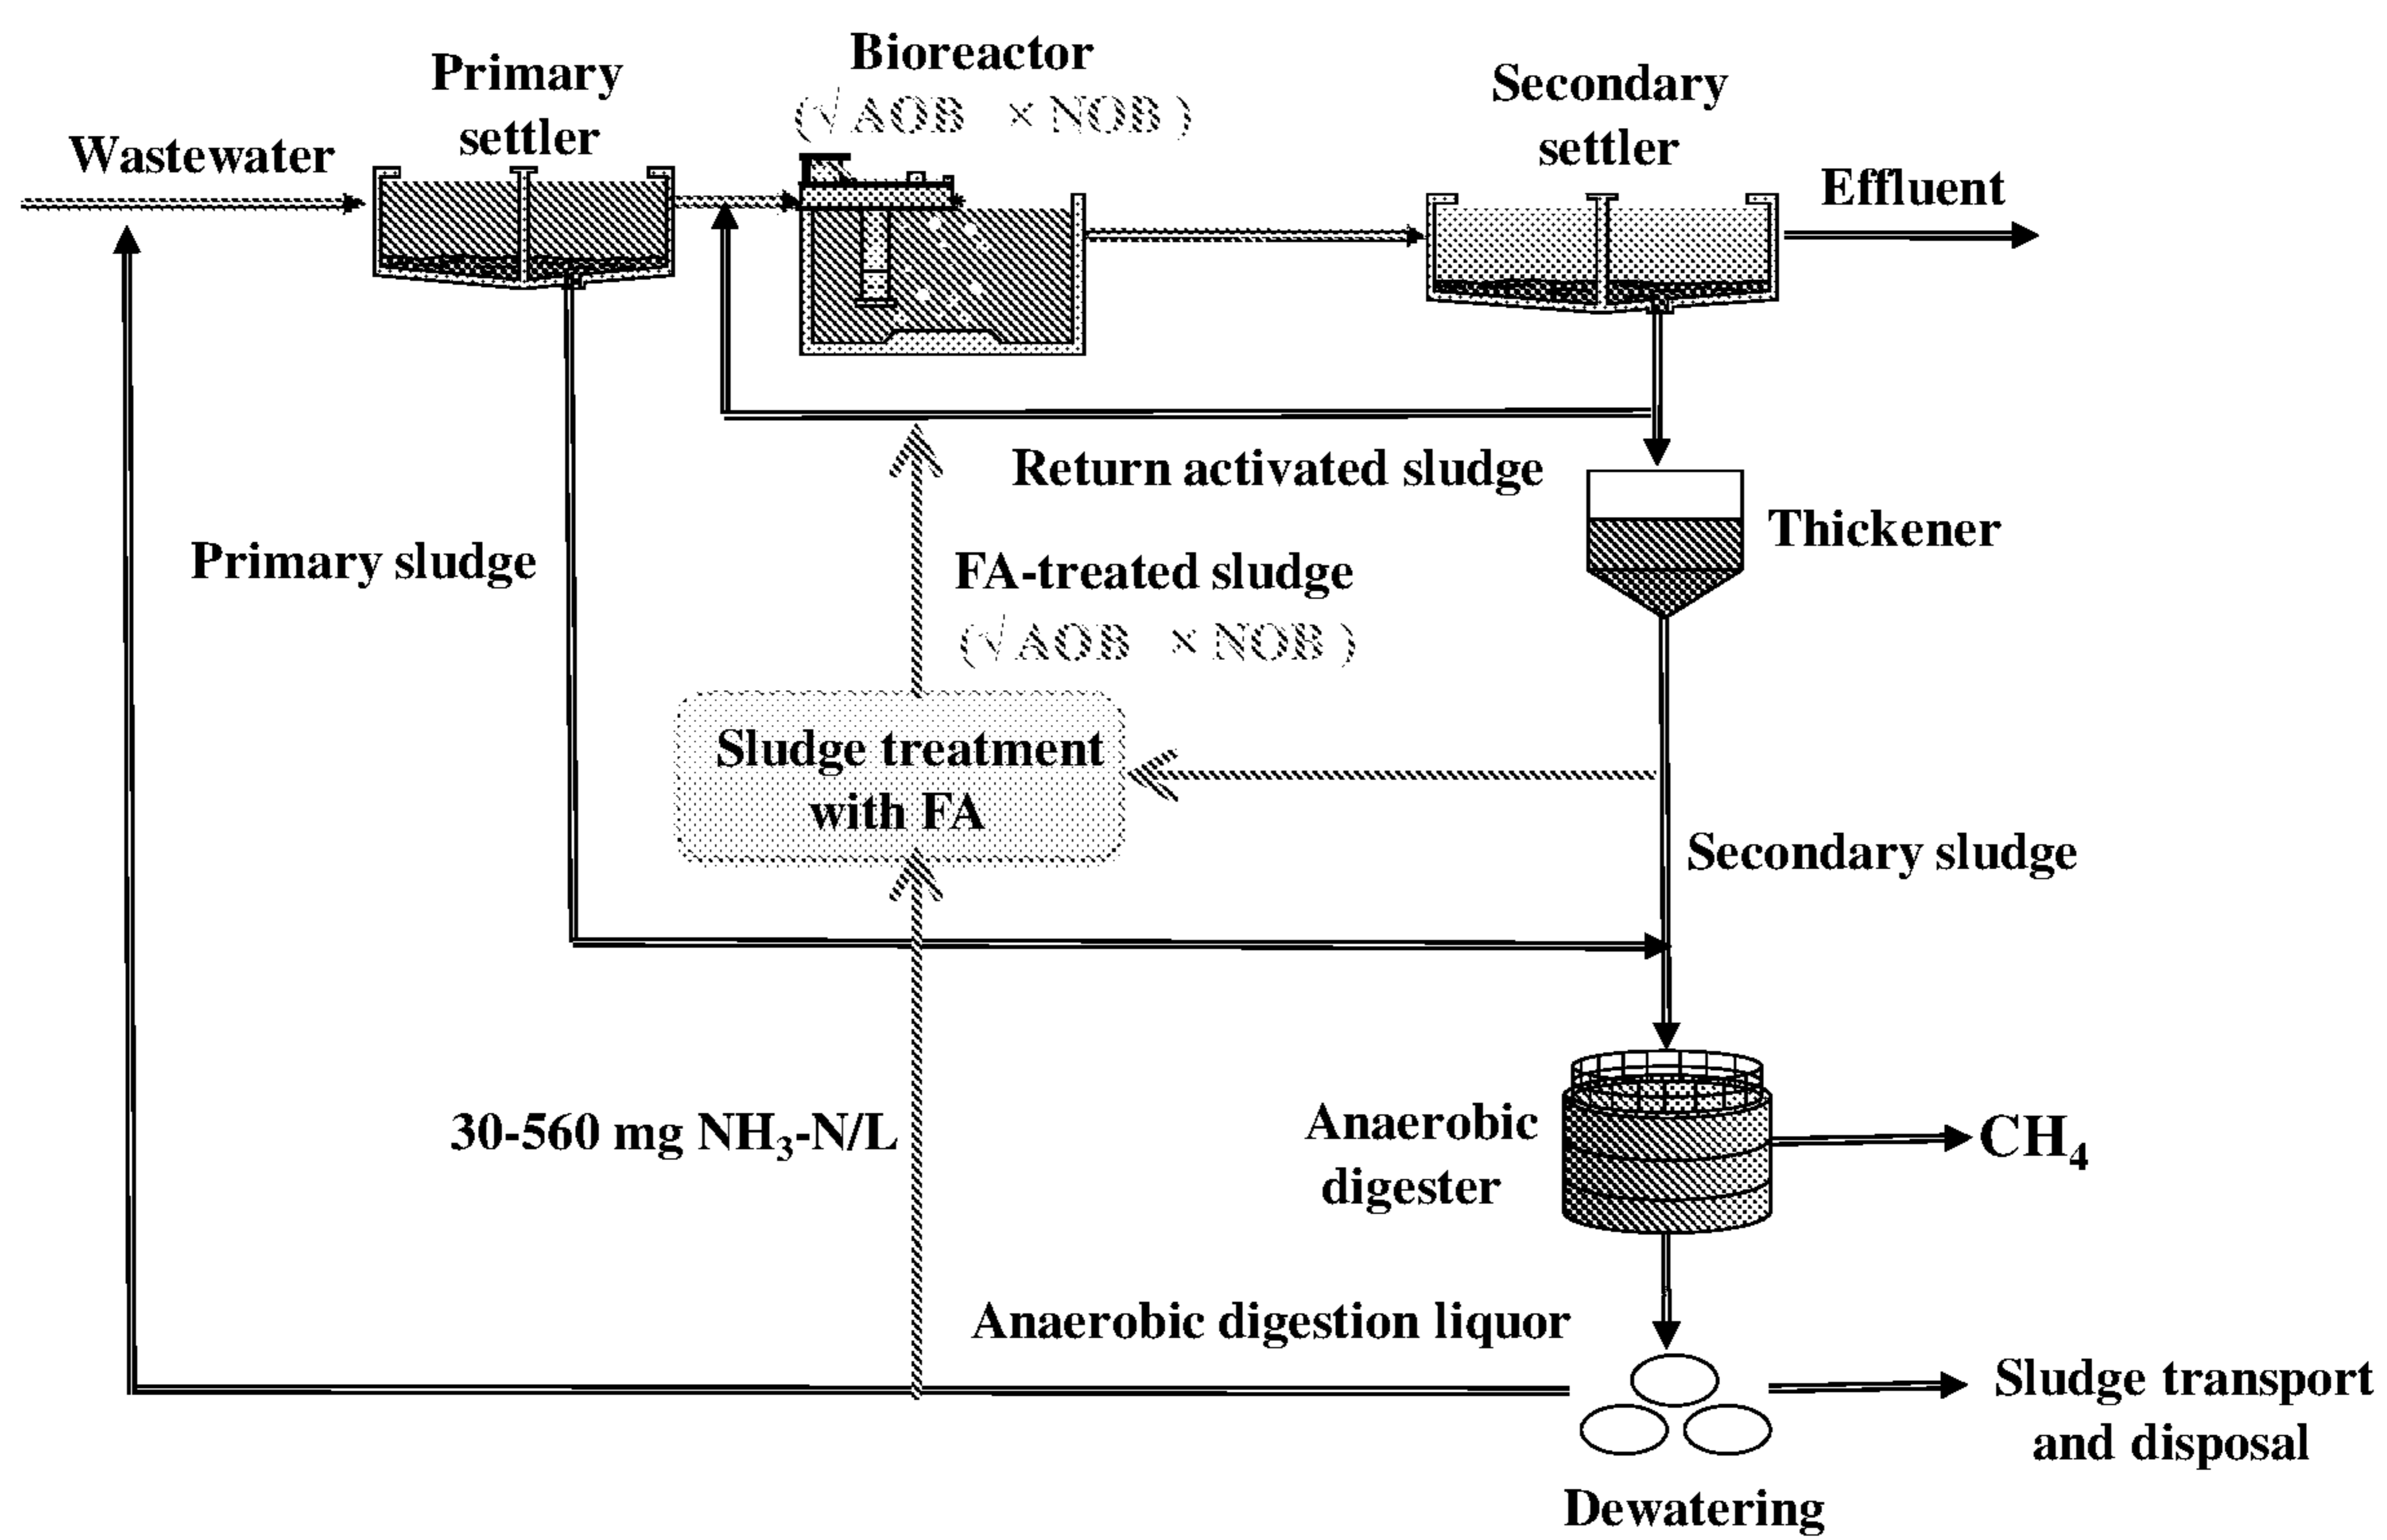 Primary
settler
Bioreactor
(√ AOB × NOB )
Secondary
settler
Wastewater
Effluent
Return activated sludge
Thickener
Primary sludge
FA-treated sludge
(√ AOB × NOB )
Sludge treatment
with FA
Secondary sludge
30-560 mg NH₃-N/L
Anaerobic
digester
CH₄
Anaerobic digestion liquor
Sludge transport
and disposal
Dewatering